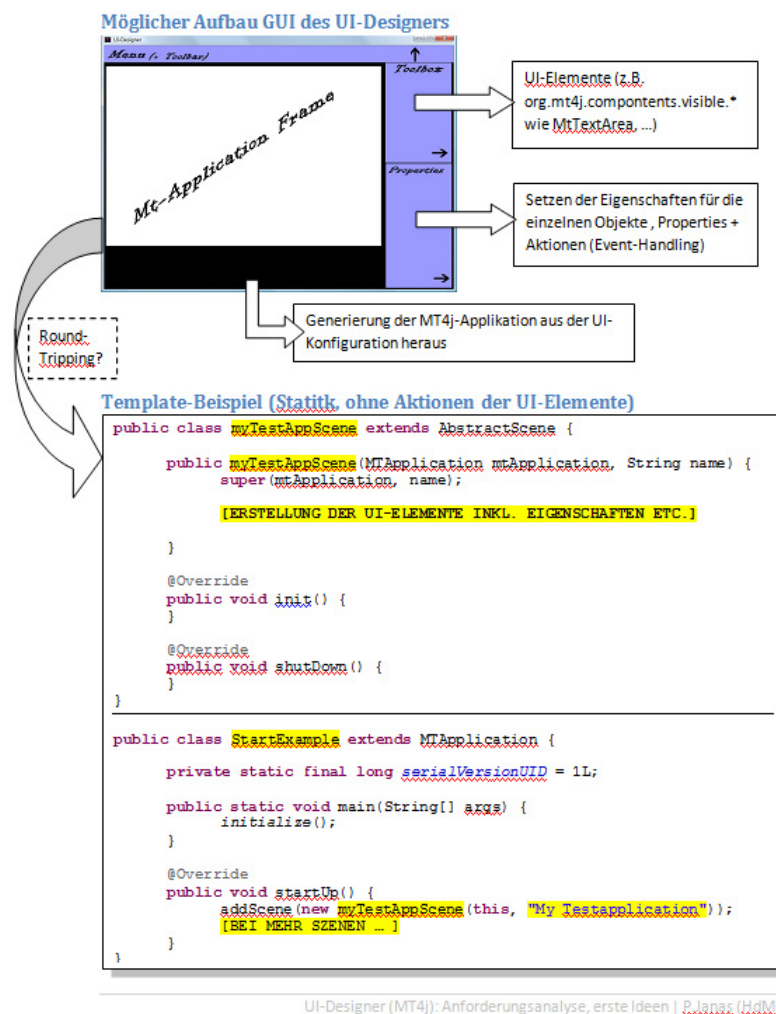 Möglicher Aufbau GUI des UI-Designers
UI-Designer
Menu (+ Toolbar)
Toolbox
Mt-Application Frame
Properties
UI-Elemente (z.B.
org.mt4j.compontents.visible.*
wie MtTextArea, ...)
Setzen der Eigenschaften für die
einzelnen Objekte , Properties +
Aktionen (Event-Handling)
Generierung der MT4j-Applikation aus der UI-
Konfiguration heraus
Round-
Tripping?
Template-Beispiel (Statitk, ohne Aktionen der UI-Elemente)
public class myTestAppScene extends AbstractScene {
public myTestAppScene(MTApplication mtApplication, String name) {
super(mtApplication, name);
[ERSTELLUNG DER UI-ELEMENTE INKL. EIGENSCHAFTEN ETC.]
}
@Override
public void init() {
}
@Override
public void shutDown() {
}
}
public class StartExample extends MTApplication {
private static final long serialVersionUID = 1L;
public static void main(String[] args) {
initialize();
}
@Override
public void startUp() {
addScene(new myTestAppScene(this, "My Testapplication"));
[BEI MEHR SZENEN … ]
}
}
UI-Designer (MT4j): Anforderungsanalyse, erste Ideen | P.Janas (HdM